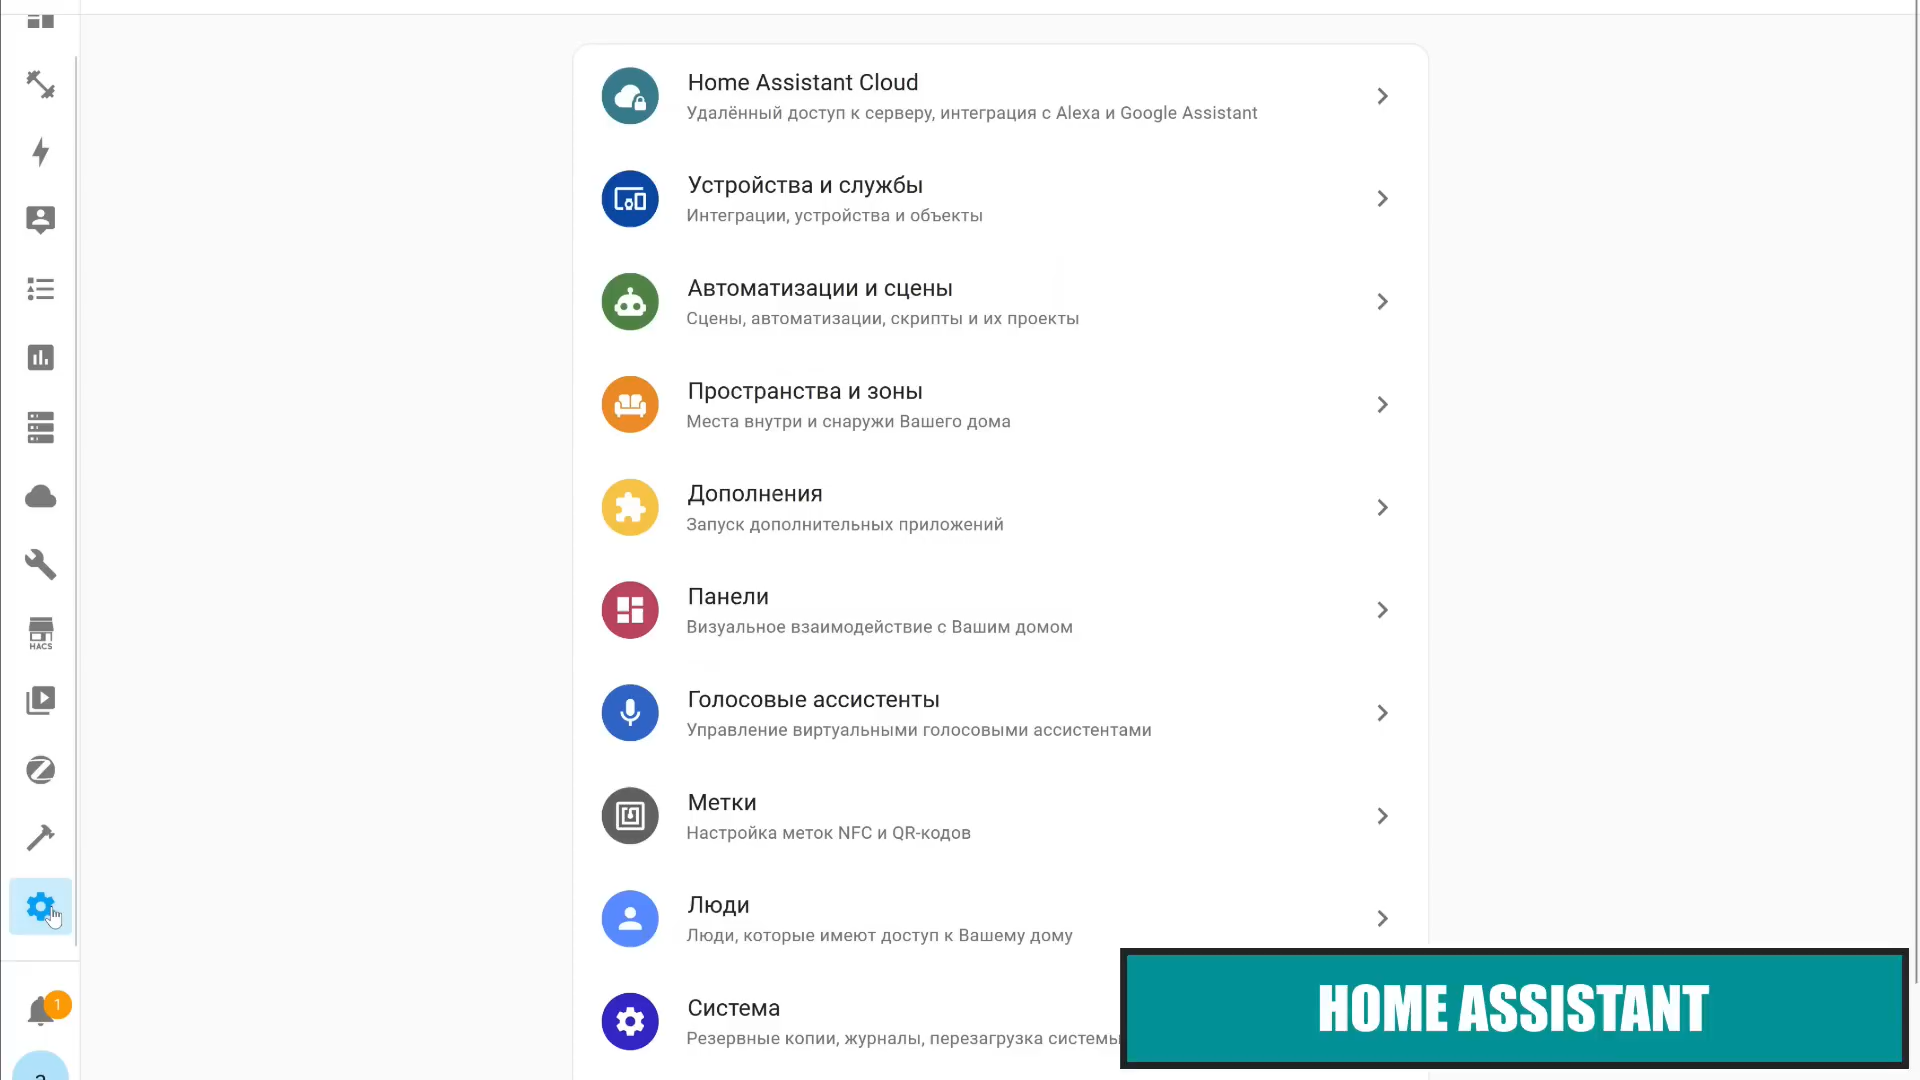 Home Assistant Cloud
Удалённый доступ к серверу, интеграция с Alexa и Google Assistant
Устройства и службы
Интеграции, устройства и объекты
Автоматизации и сцены
Сцены, автоматизации, скрипты и их проекты
Пространства и зоны
Места внутри и снаружи Вашего дома
Дополнения
Запуск дополнительных приложений
Панели
Визуальное взаимодействие с Вашим домом
HACS
Голосовые ассистенты
Управление виртуальными голосовыми ассистентами
Метки
Настройка меток NFC и QR-кодов
Люди
Люди, которые имеют доступ к Вашему дому
1
Система
Резервные копии, журналы, перезагрузка системы
HOME ASSISTANT